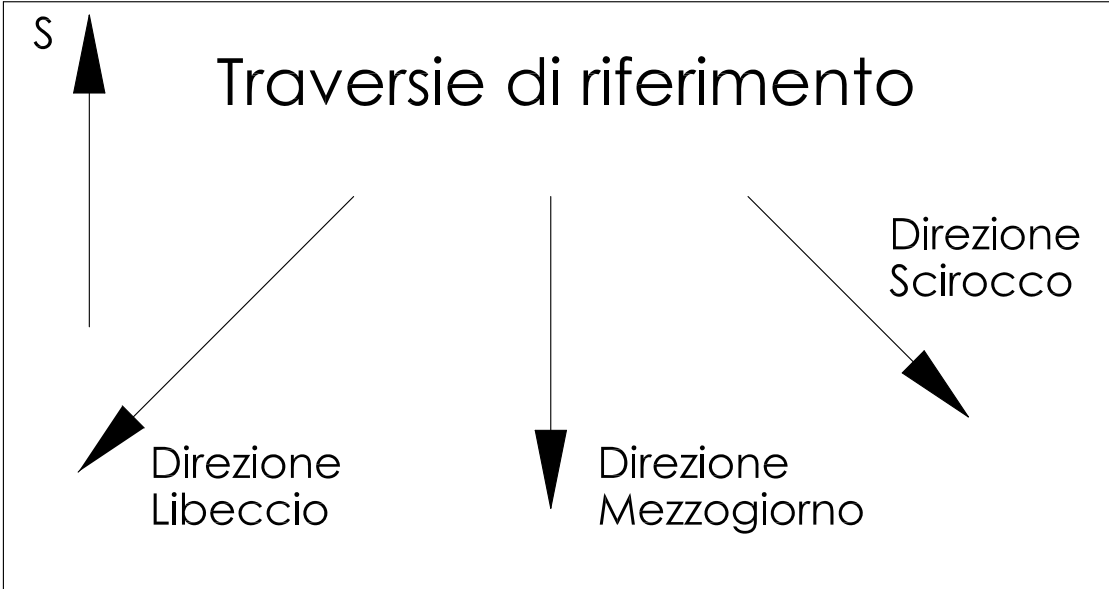 S
Traversie di riferimento
Direzione
Scirocco
Direzione
Libeccio
Direzione
Mezzogiorno